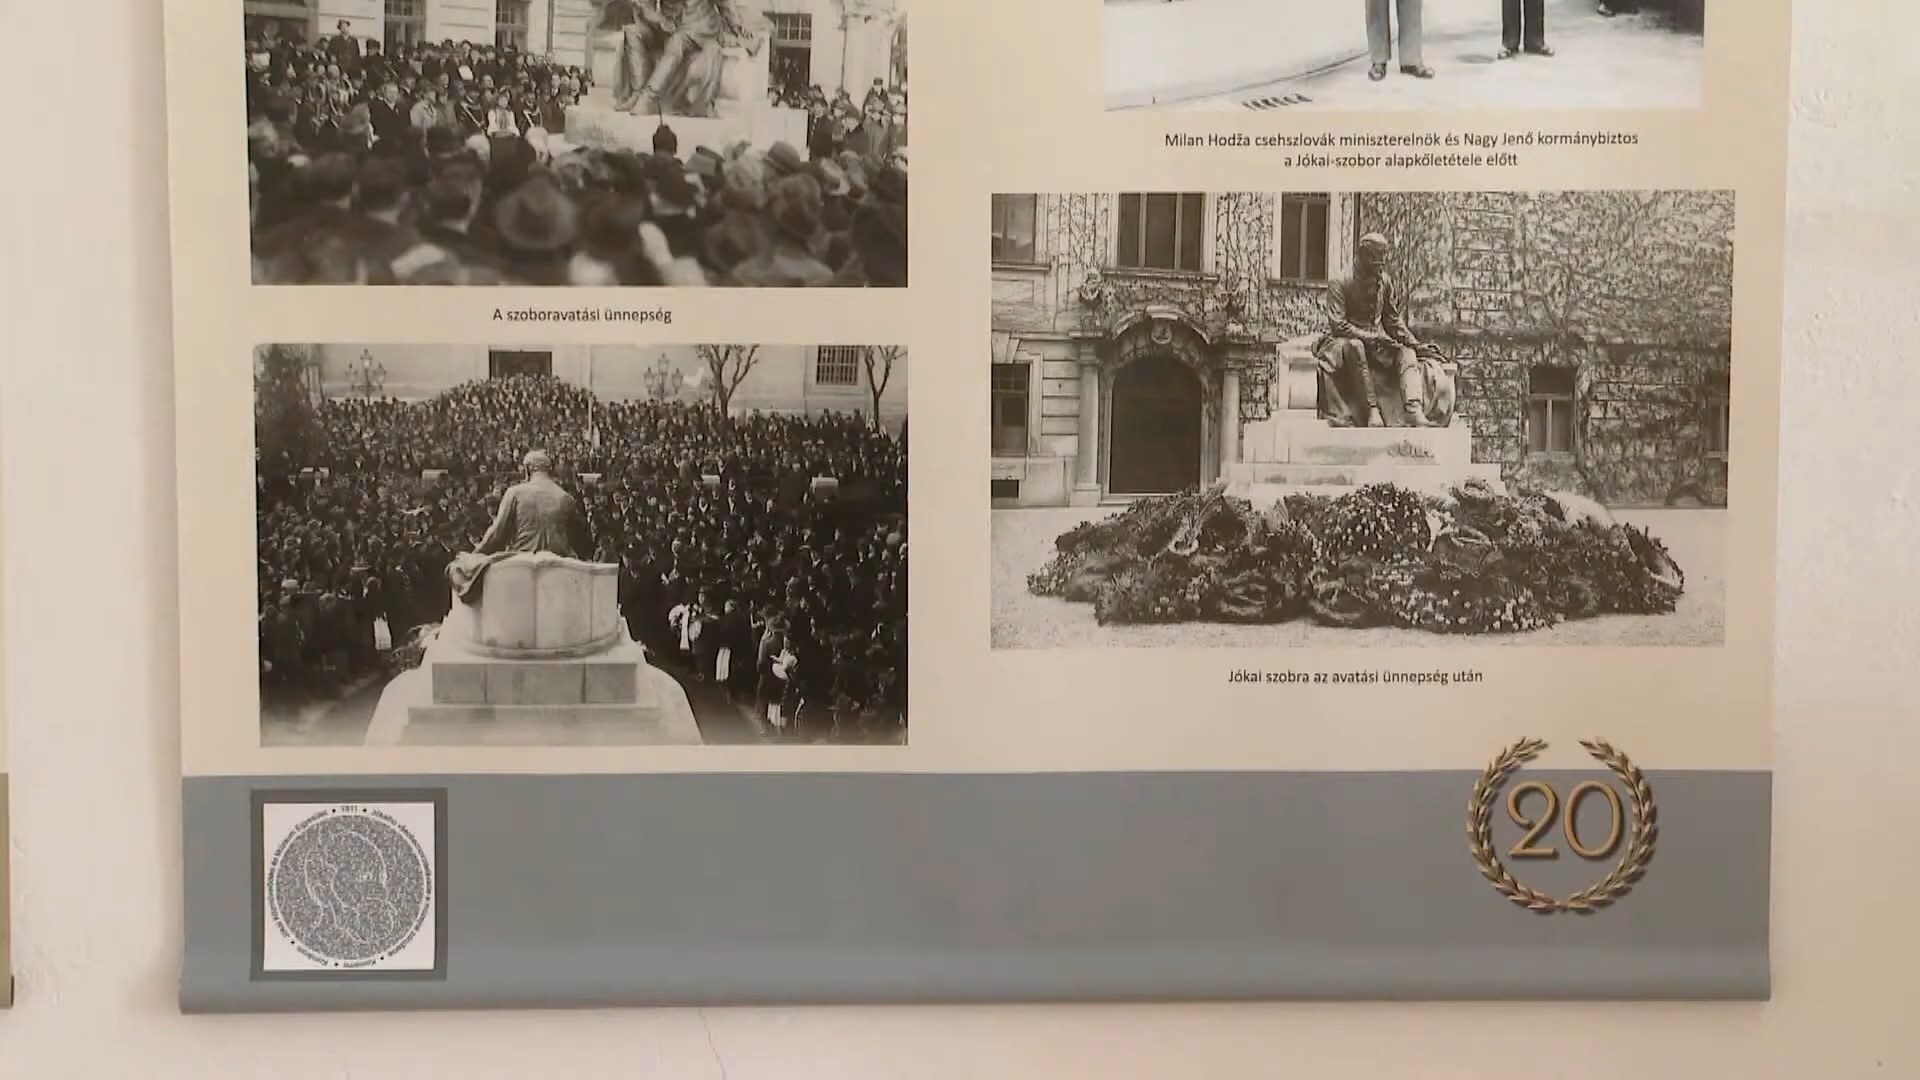 Milan Hodža csehszlovák miniszterelnök és Nagy Jenő kormánybiztos
a Jókai-szobor alapkőletétele előtt
A szoboravatási ünnepség
Jókai szobra az avatási ünnepség után
20
1911